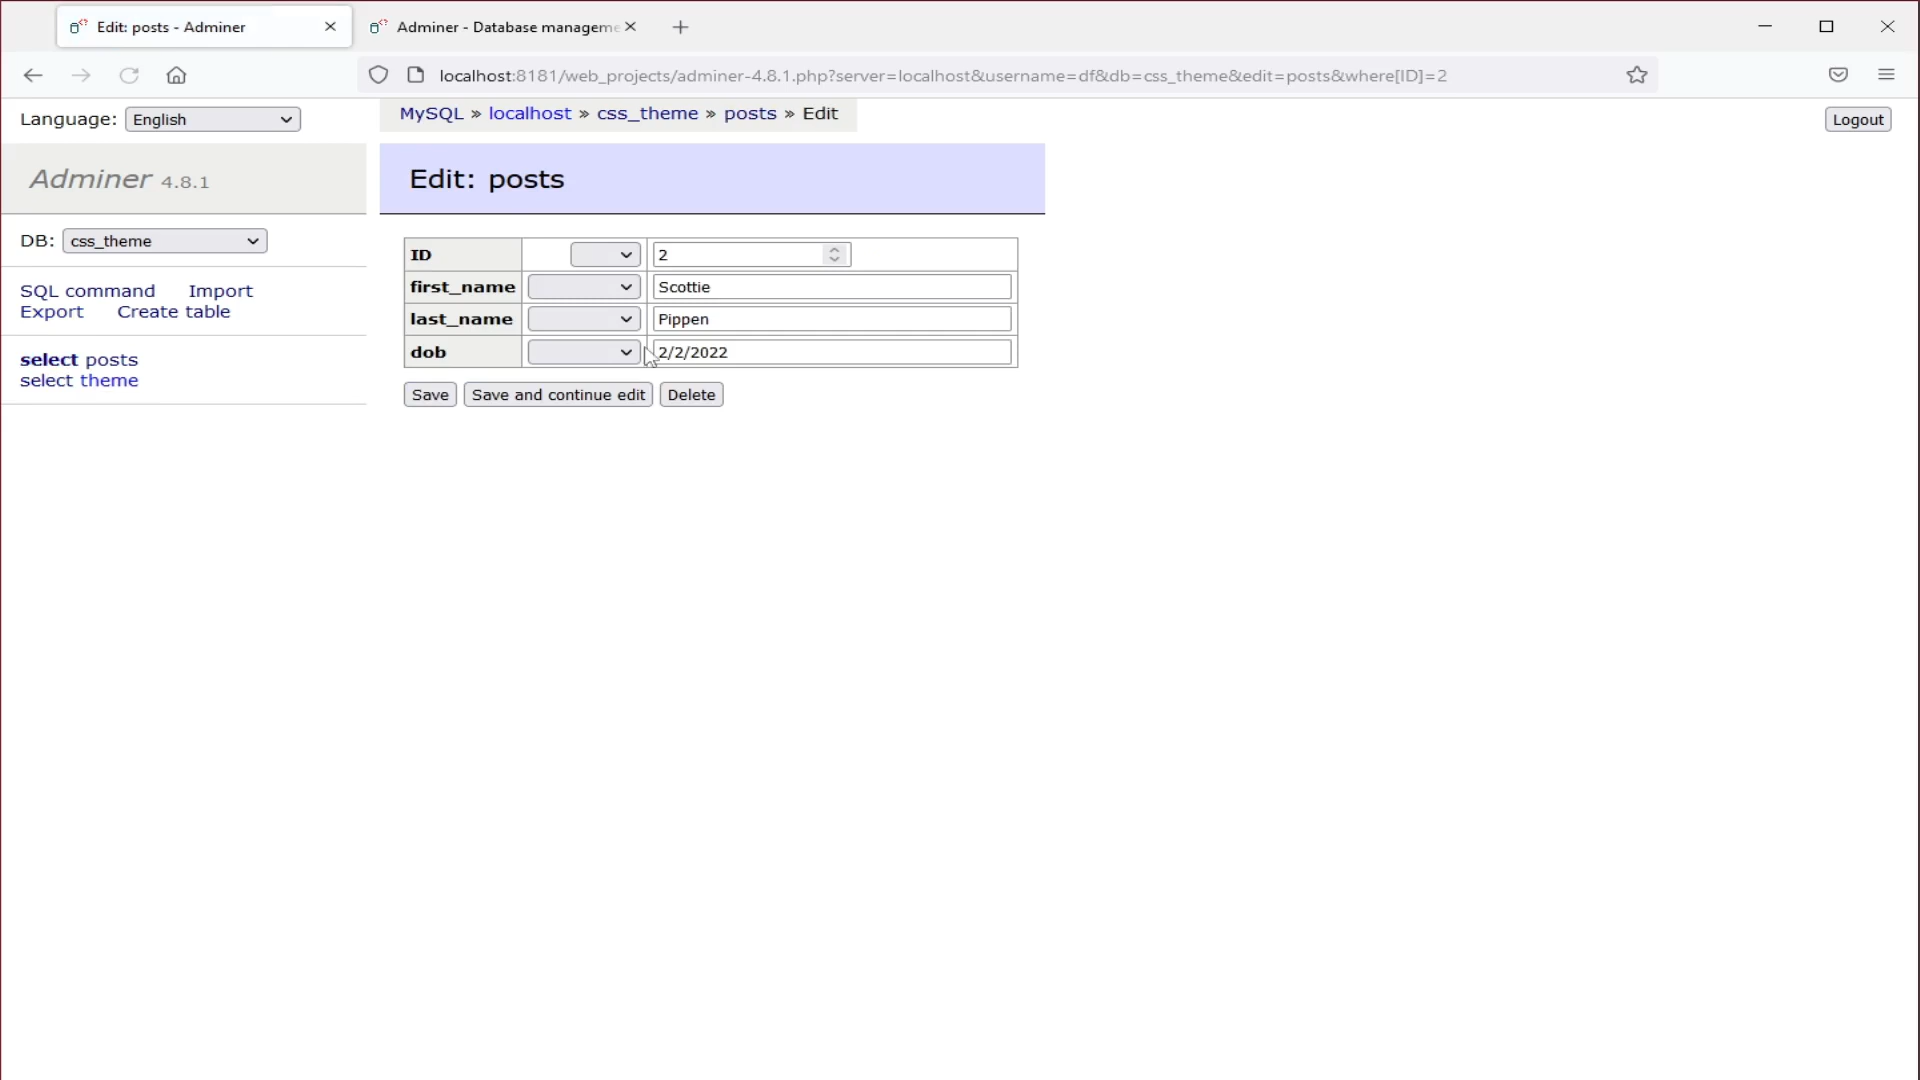 Edit: posts - Adminer
Adminer - Database manageme
localhost:8181/web_projects/adminer-4.8.1.php?server=localhost&username=df&db=css_theme&edit=posts&where[ID]=2
Language: English
MySQL » localhost » css_theme » posts » Edit
Logout
Adminer 4.8.1
Edit: posts
DB: css_theme
SQL command Import
Export Create table
select posts
select theme
ID 2
first_name Scottie
last_name Pippen
dob 2/2/2022
Save Save and continue edit Delete